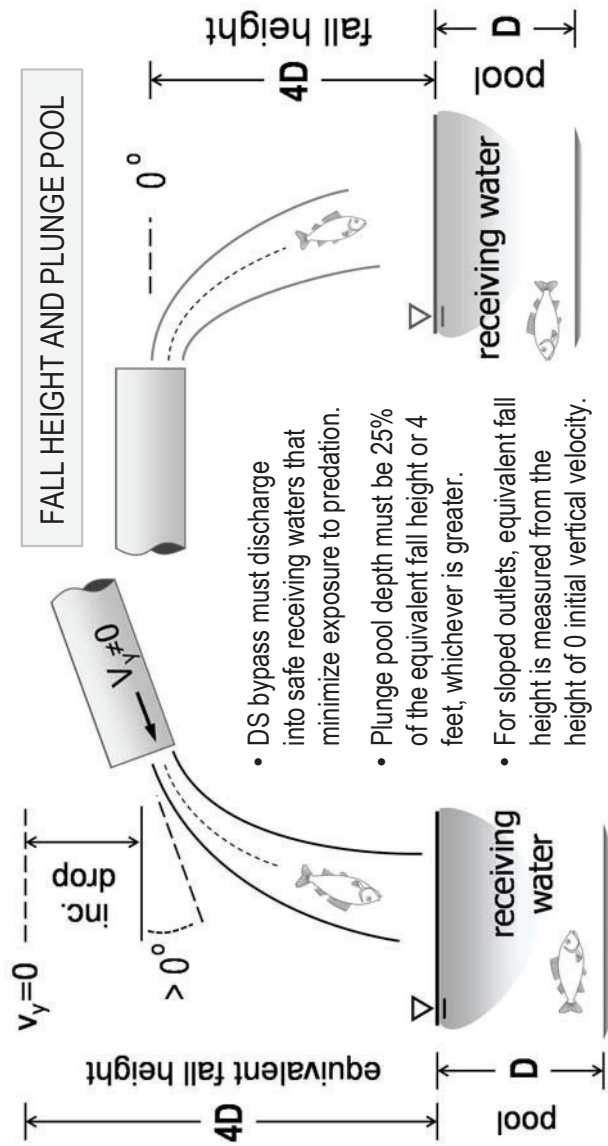 FALL HEIGHT AND PLUNGE POOL
v_y=0
inc.
drop
> 0°
V_y≠0
equivalent fall height
4D
D
pool
receiving
water
• DS bypass must discharge
into safe receiving waters that
minimize exposure to predation.
• Plunge pool depth must be 25%
of the equivalent fall height or 4
feet, whichever is greater.
• For sloped outlets, equivalent fall
height is measured from the
height of 0 initial vertical velocity.
0°
fall height
4D
D
pool
receiving water